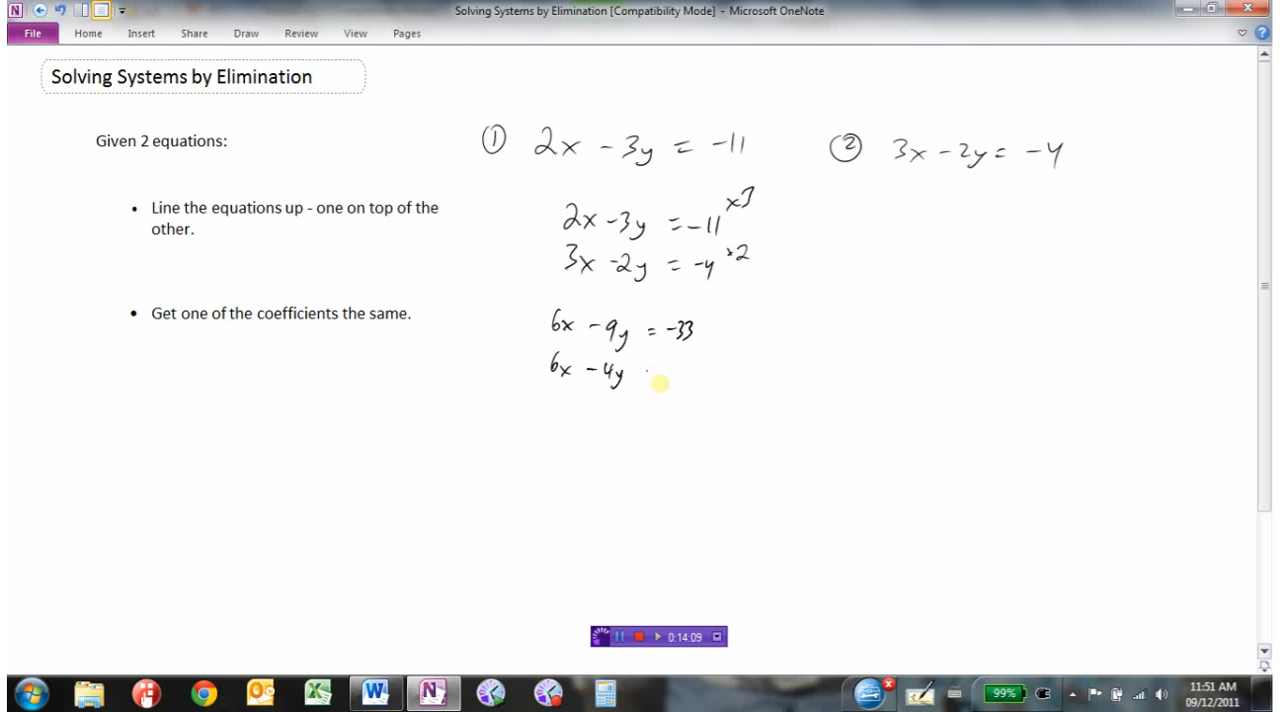 Solving Systems by Elimination [Compatibility Mode] - Microsoft OneNote
File Home Insert Share Draw Review View Pages
Solving Systems by Elimination
Given 2 equations:
① 2x - 3y = -11
② 3x - 2y = -4
• Line the equations up - one on top of the
other.
2x - 3y = -11 x3
3x - 2y = -4 x2
• Get one of the coefficients the same.
6x - 9y = -33
6x - 4y
0:14:09
99%
11:51 AM
09/12/2011